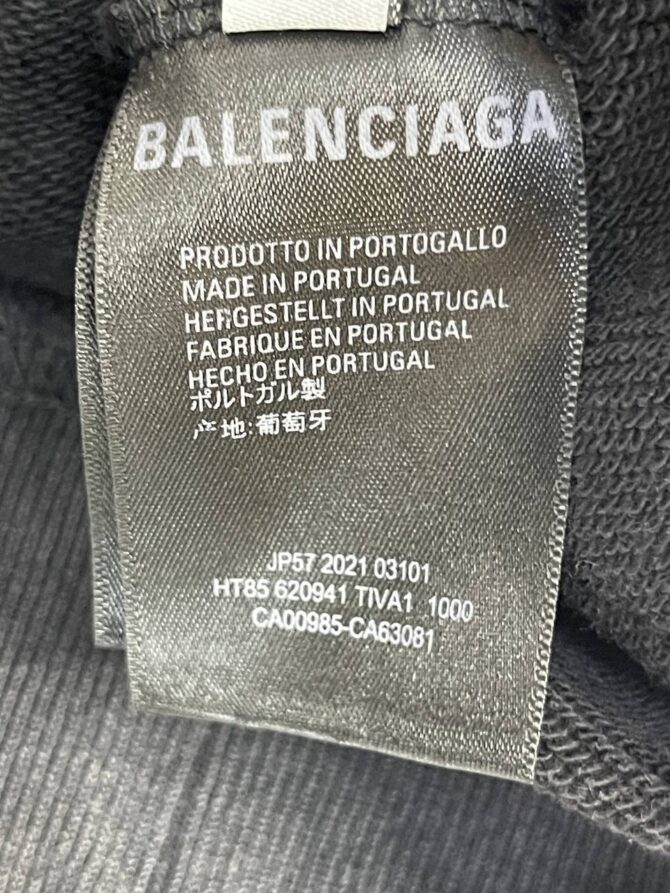 BALENCIAGA
PRODOTTO IN PORTOGALLO
MADE IN PORTUGAL
HERGESTELLT IN PORTUGAL
FABRIQUE EN PORTUGAL
HECHO EN PORTUGAL
ポルトガル製
产地:葡萄牙
JP57 2021 03101
HT85 620941 TIVA1 1000
CA00985-CA63081